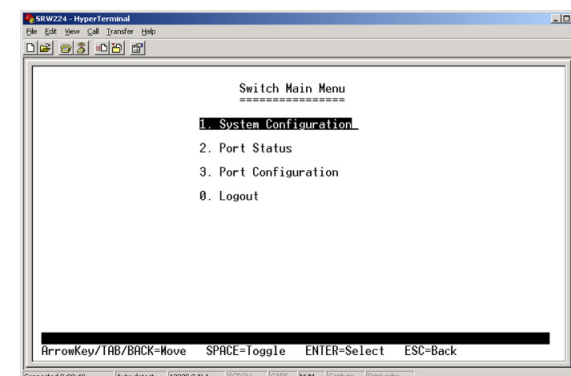 SRW224 - HyperTerminal
File Edit View Call Transfer Help
Switch Main Menu
================
1. System Configuration_
2. Port Status
3. Port Configuration
0. Logout
ArrowKey/TAB/BACK=Move SPACE=Toggle ENTER=Select ESC=Back